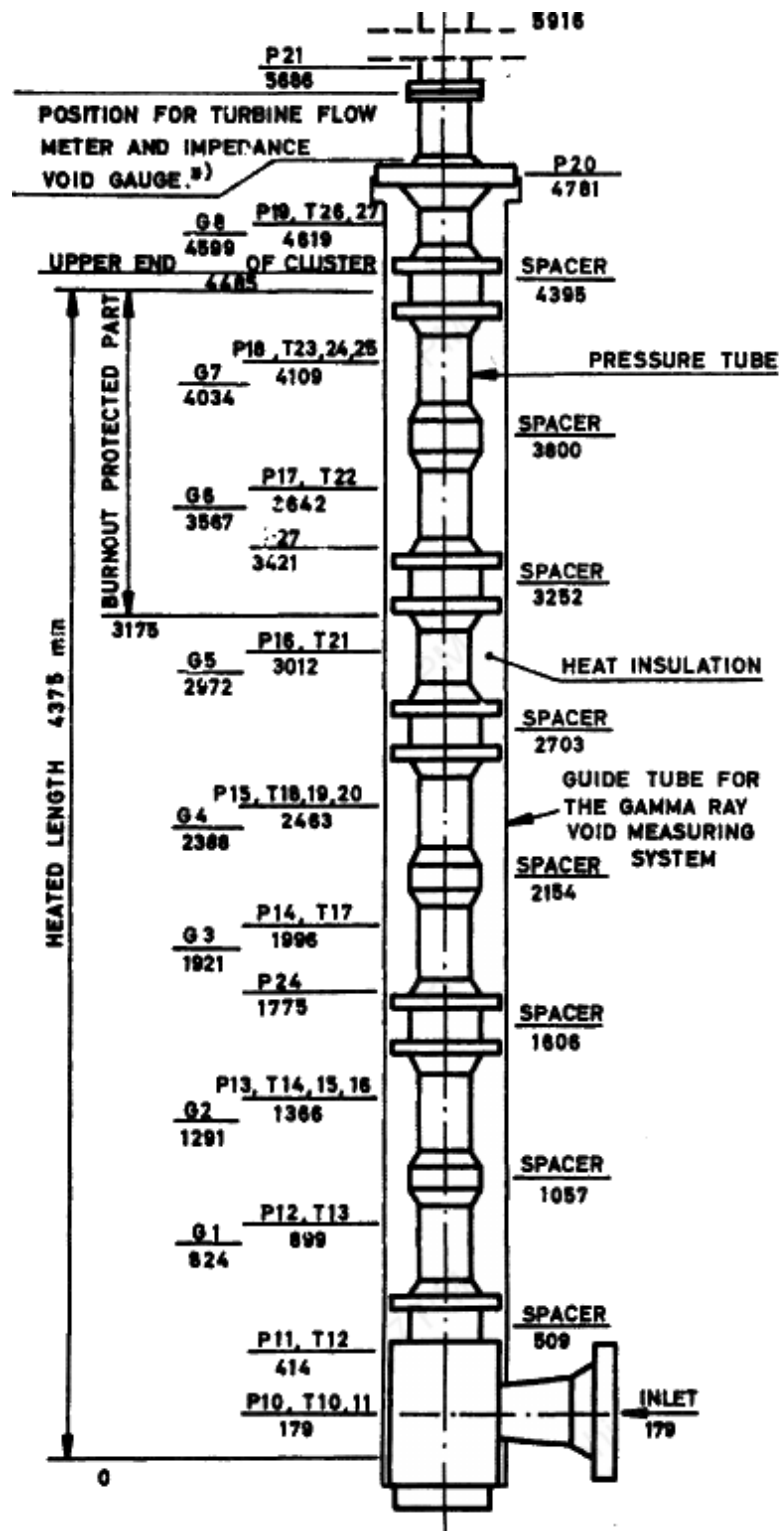 5916
P21
5686
POSITION FOR TURBINE FLOW
METER AND IMPEDANCE
VOID GAUGE.
P20
4781
P19, T26, 27
4619
G8
4599
UPPER END OF CLUSTER
4485
SPACER
4395
P18, T23,24,25
4109
G7
4034
PRESSURE TUBE
SPACER
3800
BURNOUT PROTECTED PART
P17, T22
G6
3567
27
3421
SPACER
3252
3175
P16, T21
3012
G5
2972
HEAT INSULATION
SPACER
2703
HEATED LENGTH 4375 mm
P15, T18,19,20
2463
G4
2388
GUIDE TUBE FOR
THE GAMMA RAY
VOID MEASURING
SYSTEM
SPACER
2154
P14, T17
1996
G3
1921
P24
1775
SPACER
1606
P13, T14, 15, 16
1366
G2
1291
SPACER
1057
P12, T13
899
G1
824
SPACER
509
P11, T12
414
P10, T10,11
179
INLET
179
0